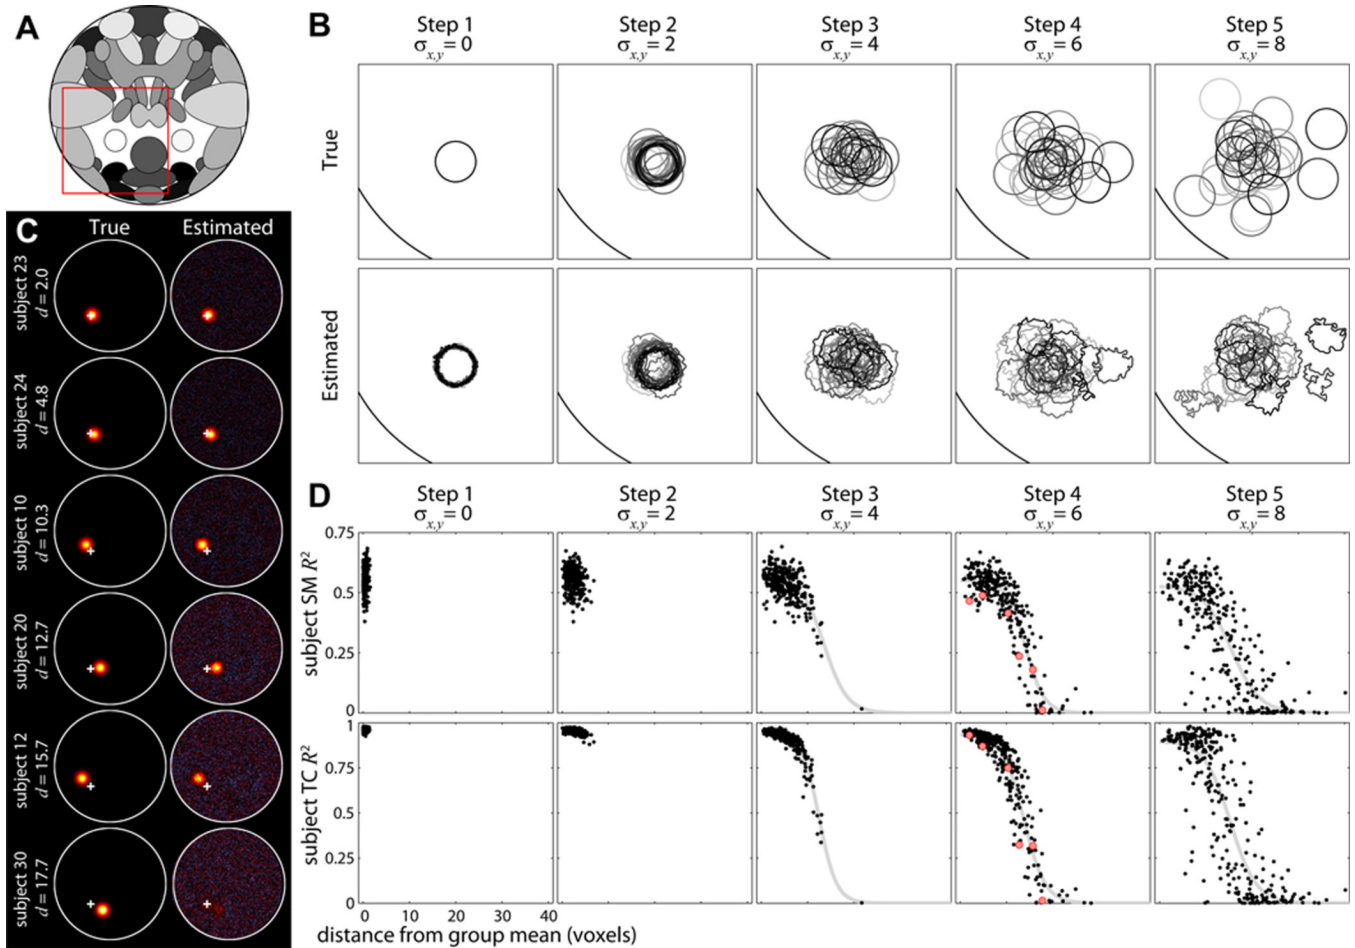 A
B
Step 1
σx,y = 0
Step 2
σx,y = 2
Step 3
σx,y = 4
Step 4
σx,y = 6
Step 5
σx,y = 8
True
Estimated
C
True
Estimated
subject 23
d = 2.0
subject 24
d = 4.8
subject 10
d = 10.3
subject 20
d = 12.7
subject 12
d = 15.7
subject 30
d = 17.7
D
Step 1
σx,y = 0
Step 2
σx,y = 2
Step 3
σx,y = 4
Step 4
σx,y = 6
Step 5
σx,y = 8
subject SM R²
0.75
0.5
0.25
0
subject TC R²
1
0.75
0.5
0.25
0
0 10 20 30 40
distance from group mean (voxels)